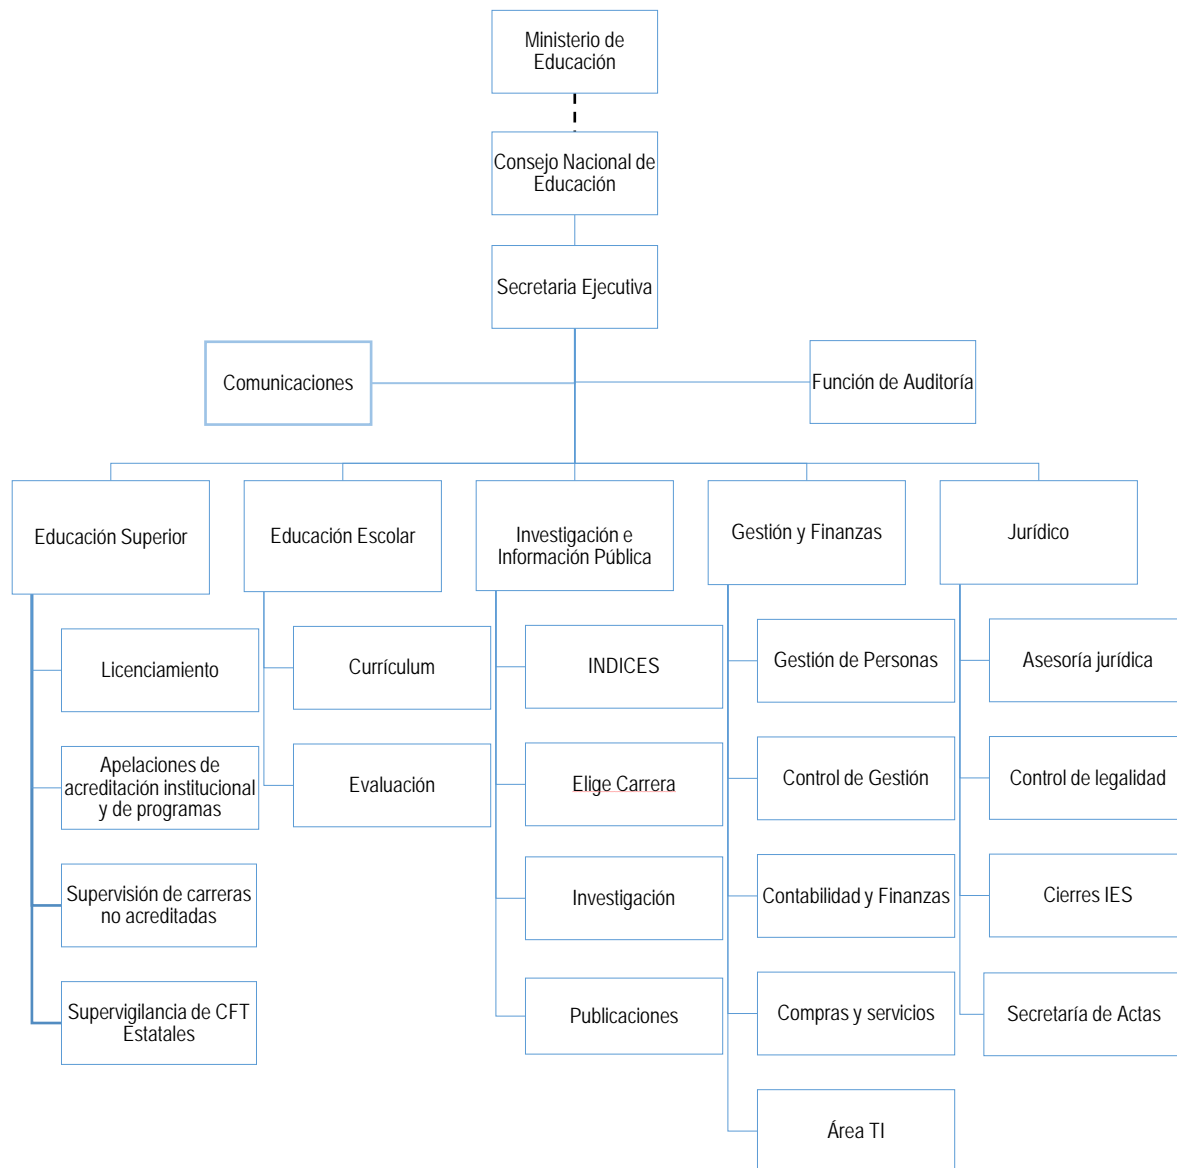 Ministerio de
Educación
Consejo Nacional de
Educación
Secretaria Ejecutiva
Comunicaciones
Función de Auditoría
Educación Superior
Educación Escolar
Investigación e
Información Pública
Gestión y Finanzas
Jurídico
Licenciamiento
Apelaciones de
acreditación institucional
y de programas
Supervisión de carreras
no acreditadas
Supervigilancia de CFT
Estatales
Currículum
Evaluación
INDICES
Elige Carrera
Investigación
Publicaciones
Gestión de Personas
Control de Gestión
Contabilidad y Finanzas
Compras y servicios
Área TI
Asesoría jurídica
Control de legalidad
Cierres IES
Secretaría de Actas